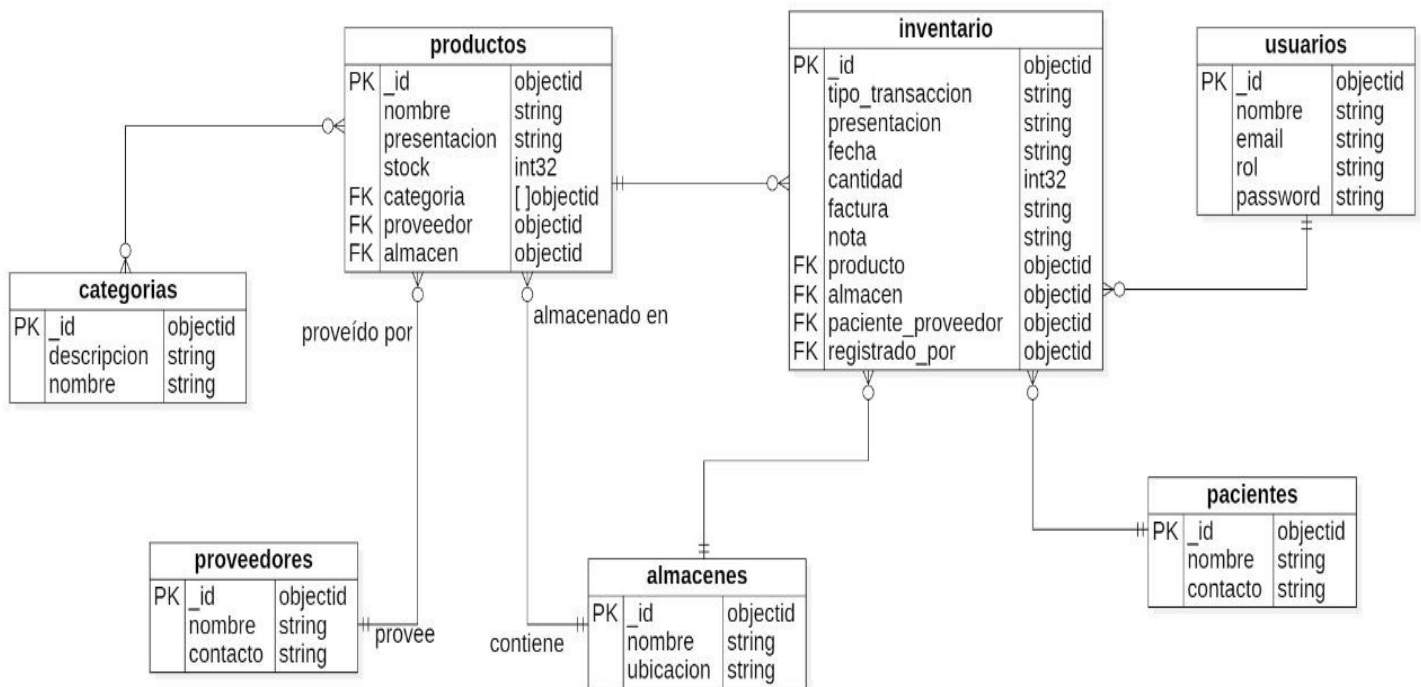 productos
PK _id objectid
nombre string
presentacion string
stock int32
FK categoria [ ]objectid
FK proveedor objectid
FK almacen objectid
inventario
PK _id objectid
tipo_transaccion string
presentacion string
fecha string
cantidad int32
factura string
nota string
FK producto objectid
FK almacen objectid
FK paciente_proveedor objectid
FK registrado_por objectid
usuarios
PK _id objectid
nombre string
email string
rol string
password string
categorias
PK _id objectid
descripcion string
nombre string
proveído por
almacenado en
proveedores
PK _id objectid
nombre string
contacto string
provee
contiene
almacenes
PK _id objectid
nombre string
ubicacion string
pacientes
PK _id objectid
nombre string
contacto string